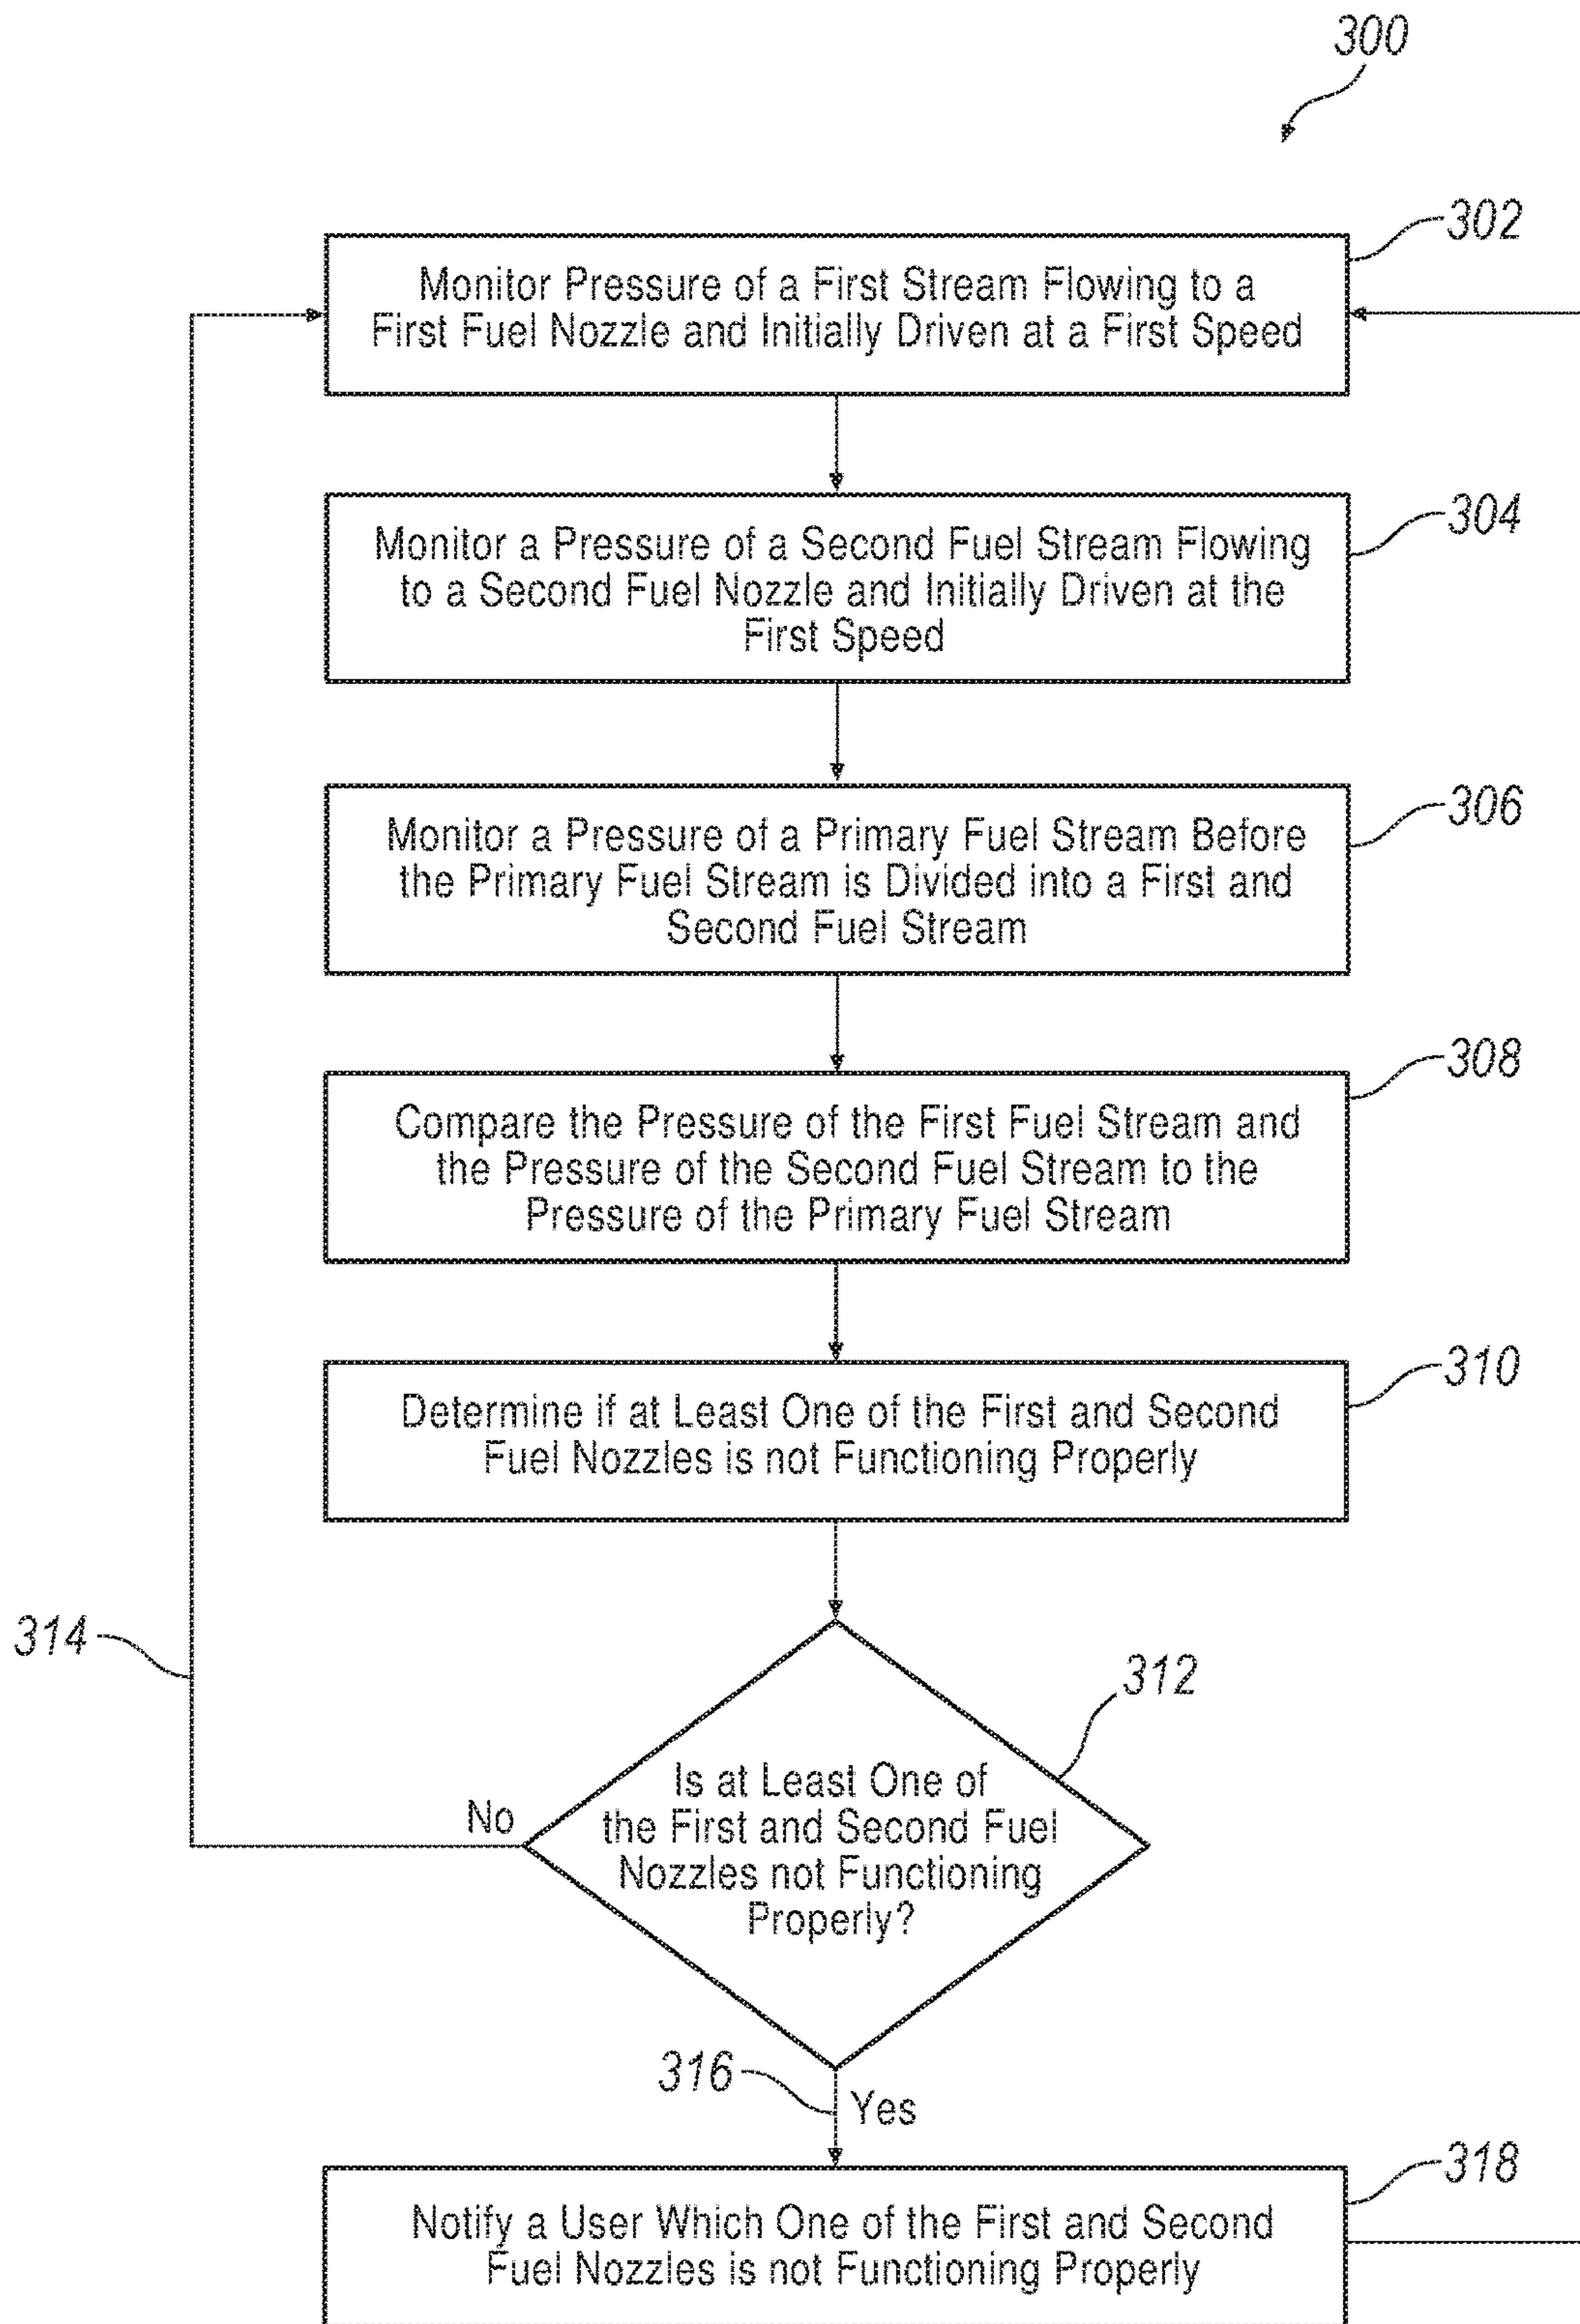 300
302
Monitor Pressure of a First Stream Flowing to a
First Fuel Nozzle and Initially Driven at a First Speed
304
Monitor a Pressure of a Second Fuel Stream Flowing
to a Second Fuel Nozzle and Initially Driven at the
First Speed
306
Monitor a Pressure of a Primary Fuel Stream Before
the Primary Fuel Stream is Divided into a First and
Second Fuel Stream
308
Compare the Pressure of the First Fuel Stream and
the Pressure of the Second Fuel Stream to the
Pressure of the Primary Fuel Stream
310
Determine if at Least One of the First and Second
Fuel Nozzles is not Functioning Properly
314
312
Is at Least One of
the First and Second Fuel
Nozzles not Functioning
Properly?
No
316
Yes
318
Notify a User Which One of the First and Second
Fuel Nozzles is not Functioning Properly